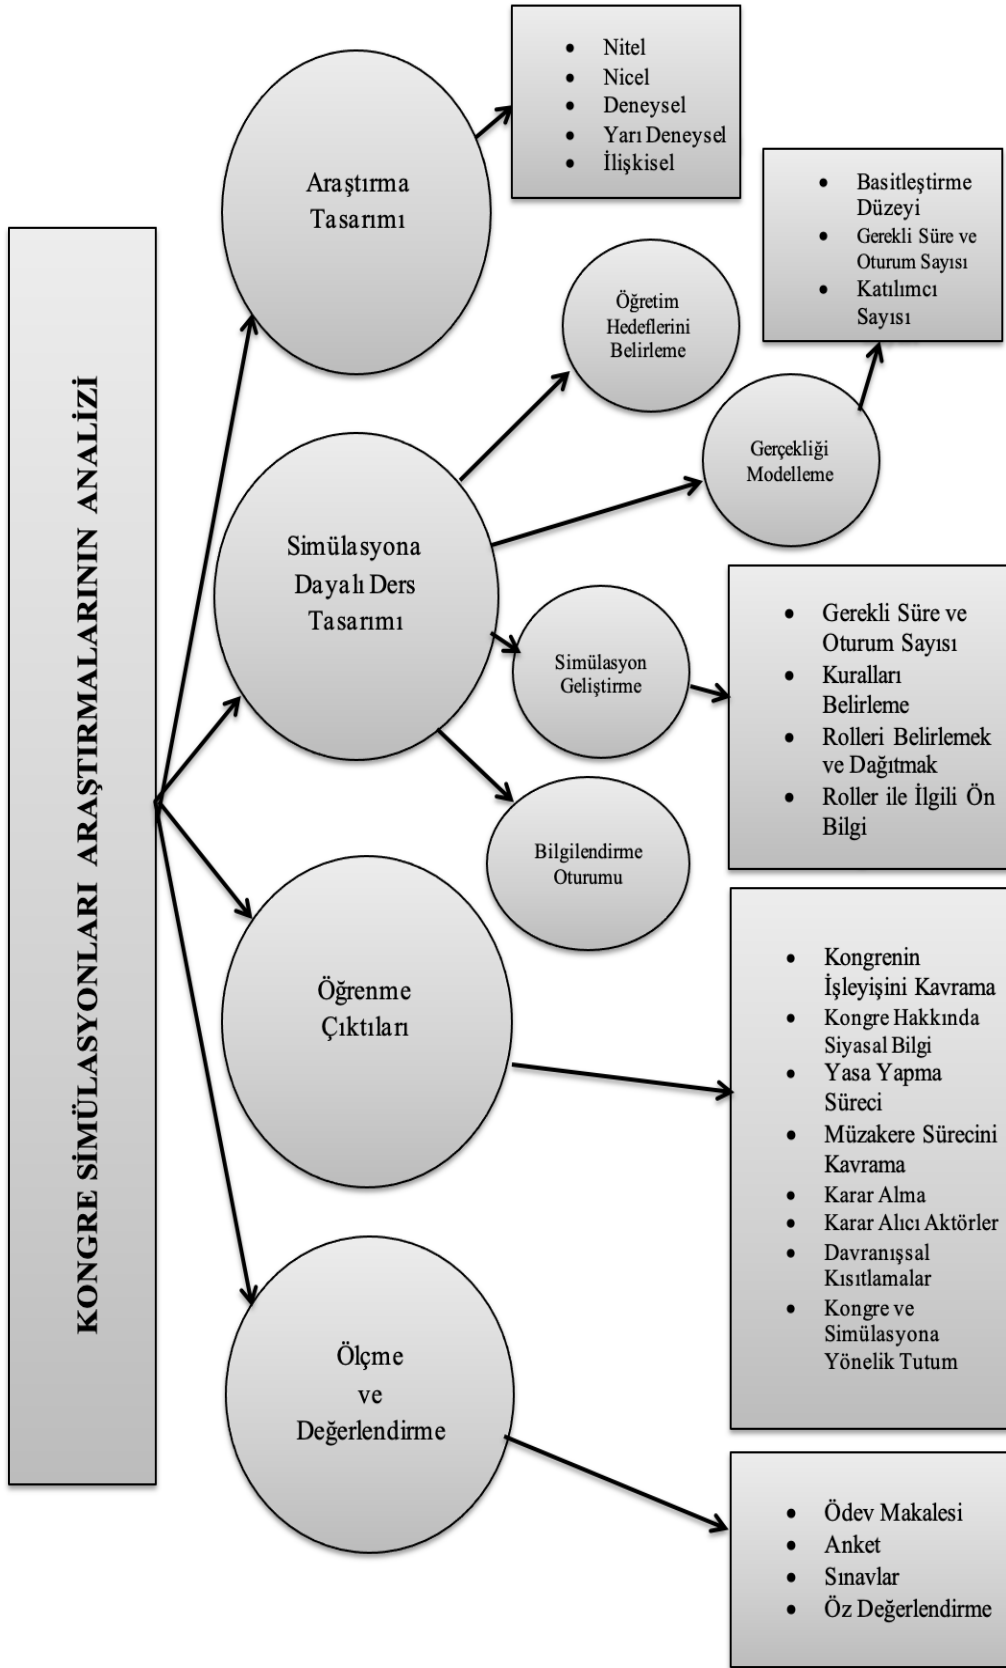 KONGRE SİMÜLASYONLARI ARAŞTIRMALARININ ANALİZİ
Araştırma
Tasarımı
• Nitel
• Nicel
• Deneysel
• Yarı Deneysel
• İlişkisel
Simülasyona
Dayalı Ders
Tasarımı
Öğretim
Hedeflerini
Belirleme
Gerçekliği
Modelleme
• Basitleştirme
Düzeyi
• Gerekli Süre ve
Oturum Sayısı
• Katılımcı
Sayısı
Simülasyon
Geliştirme
• Gerekli Süre ve
Oturum Sayısı
• Kuralları
Belirleme
• Rolleri Belirlemek
ve Dağıtmak
• Roller ile İlgili Ön
Bilgi
Bilgilendirme
Oturumu
Öğrenme
Çıktıları
• Kongrenin
İşleyişini Kavrama
• Kongre Hakkında
Siyasal Bilgi
• Yasa Yapma
Süreci
• Müzakere Sürecini
Kavrama
• Karar Alma
• Karar Alıcı Aktörler
• Davranışsal
Kısıtlamalar
• Kongre ve
Simülasyona
Yönelik Tutum
Ölçme
ve
Değerlendirme
• Ödev Makalesi
• Anket
• Sınavlar
• Öz Değerlendirme